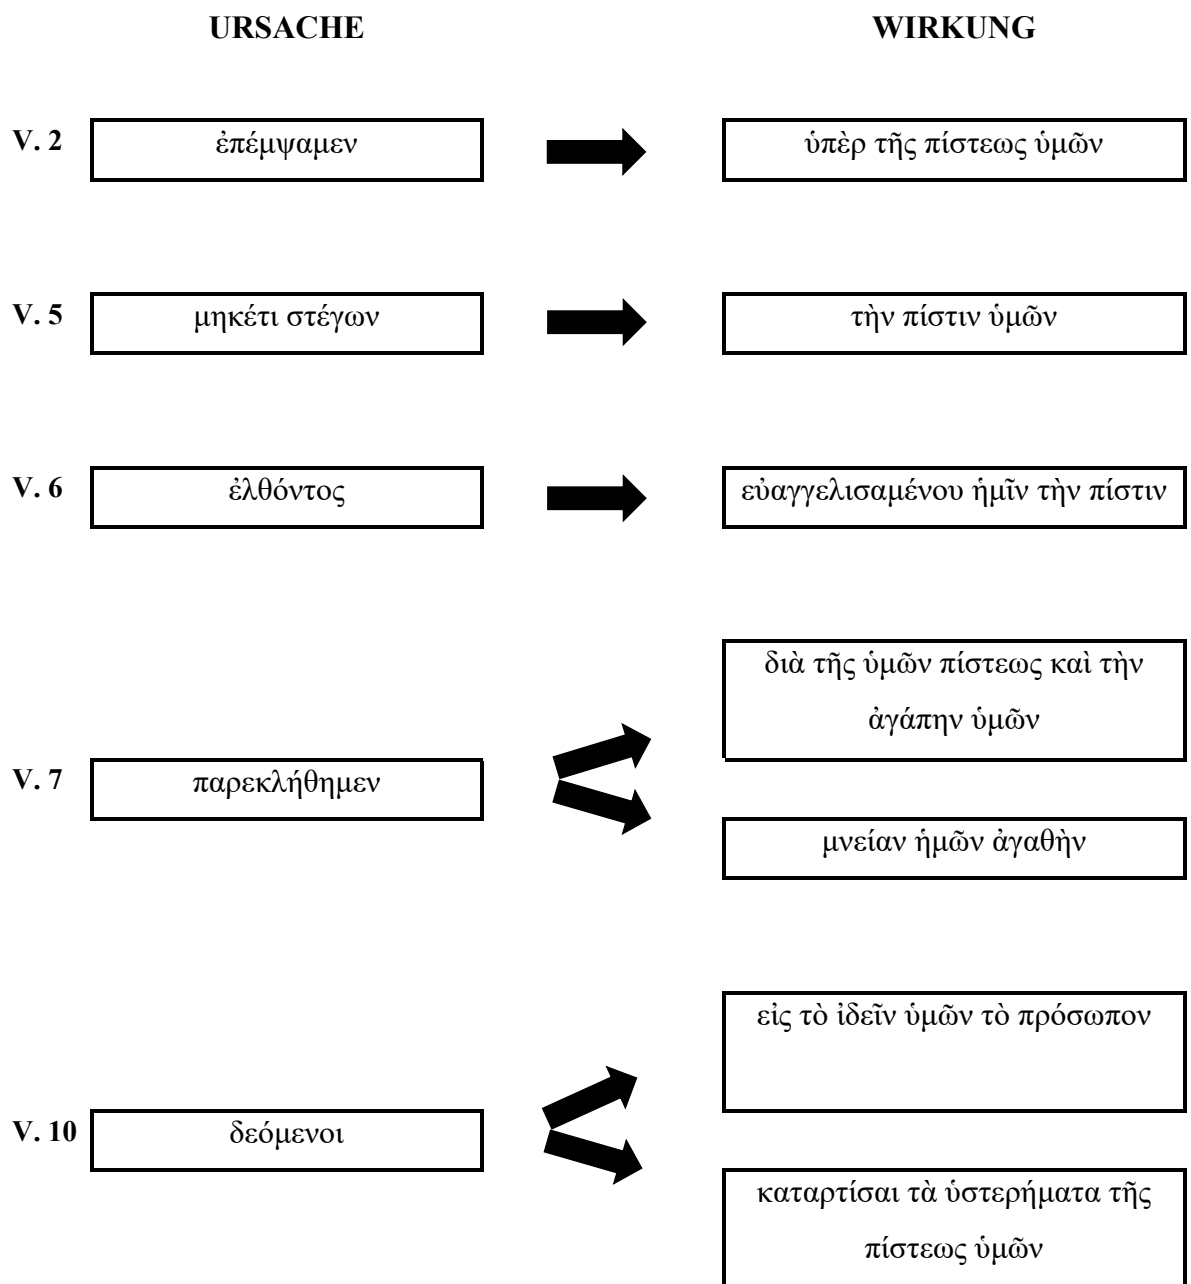 URSACHE WIRKUNG
V. 2 ἐπέμψαμεν ὑπὲρ τῆς πίστεως ὑμῶν
V. 5 μηκέτι στέγων τὴν πίστιν ὑμῶν
V. 6 ἐλθόντος εὐαγγελισαμένου ἡμῖν τὴν πίστιν
διὰ τῆς ὑμῶν πίστεως καὶ τὴν
ἀγάπην ὑμῶν
V. 7 παρεκλήθημεν
μνείαν ἡμῶν ἀγαθὴν
εἰς τὸ ἰδεῖν ὑμῶν τὸ πρόσωπον
V. 10 δεόμενοι
καταρτίσαι τὰ ὑστερήματα τῆς
πίστεως ὑμῶν